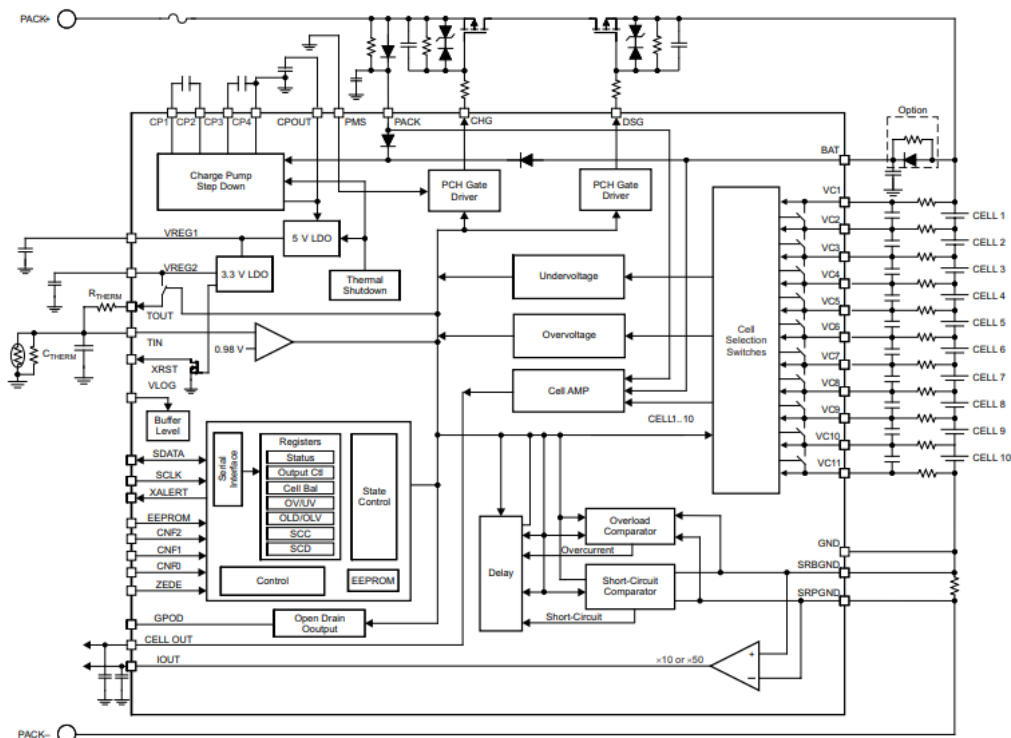 PACK+
Option
CP1
CP2
CP3
CP4
CPOUT
PMS
PACK
CHG
DSG
BAT
Charge Pump
Step Down
PCH Gate
Driver
PCH Gate
Driver
VC1
CELL 1
VC2
CELL 2
VREG1
5 V LDO
VC3
CELL 3
VREG2
3.3 V LDO
Thermal
Shutdown
Undervoltage
VC4
CELL 4
RTHERM
TOUT
VC5
CELL 5
Overvoltage
Cell
Selection
Switches
VC6
CELL 6
TIN
0.98 V
CTHERM
XRST
VC7
CELL 7
VLOG
Cell AMP
VC8
CELL 8
Buffer
Level
CELL1..10
VC9
CELL 9
VC10
CELL 10
VC11
SDATA
SCLK
XALERT
Serial
Interface
Registers
Status
Output Ctl
Cell Bal
OV/UV
OLD/OLV
SCC
SCD
State
Control
EEPROM
CNF2
CNF1
CNF0
ZEDE
Control
EEPROM
Delay
Overload
Comparator
Overcurrent
Short-Circuit
Comparator
Short-Circuit
GND
SRBGND
SRPGND
GPOD
Open Drain
Ooutput
CELL OUT
IOUT
×10 or ×50
+
−
PACK–